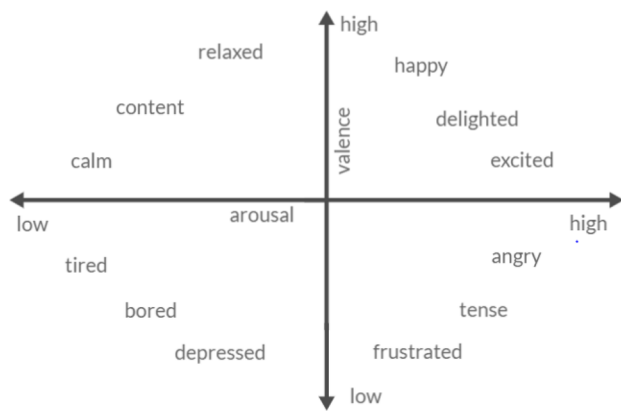 high
relaxed
happy
content
delighted
valence
calm
excited
arousal
low
high
angry
tired
bored
tense
depressed
frustrated
low